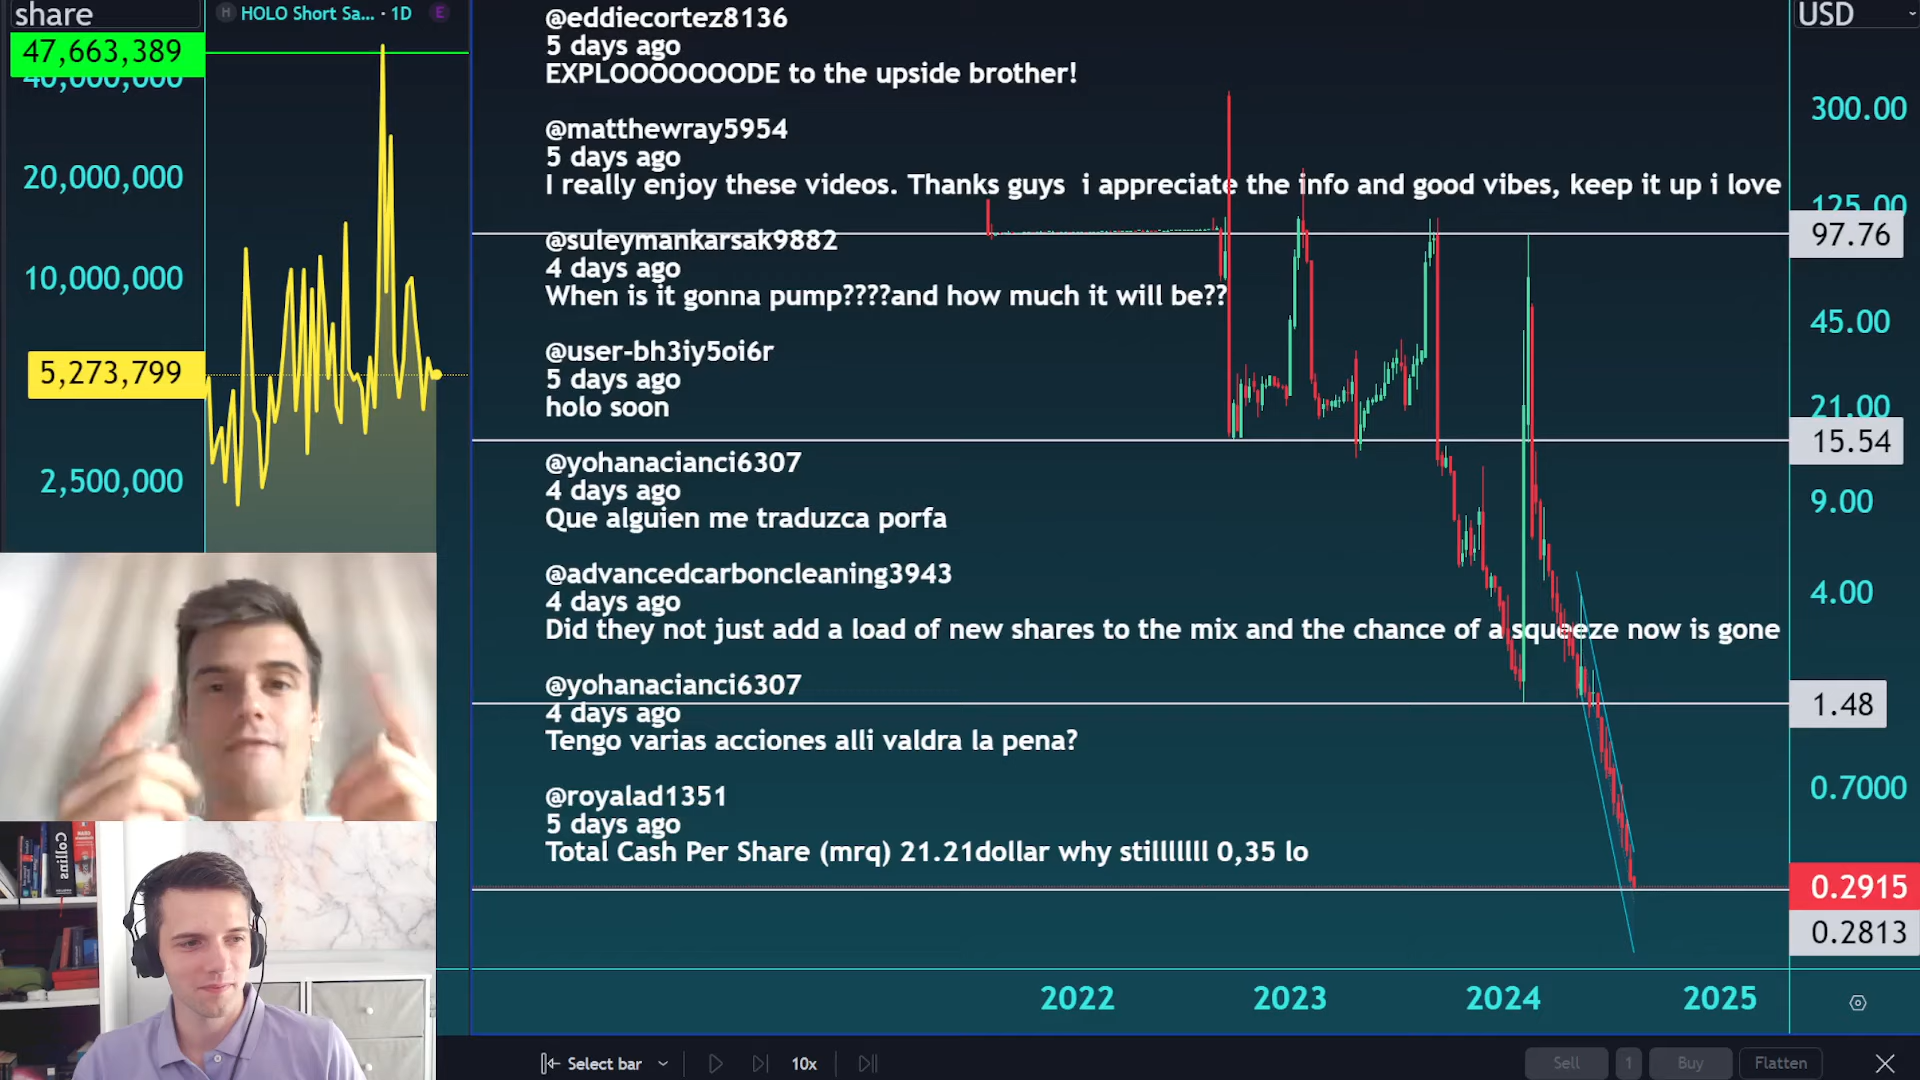 share
HOLO Short Sa... · 1D
E
USD
47,663,389
40,000,000
20,000,000
10,000,000
5,273,799
2,500,000
@eddiecortez8136
5 days ago
EXPLOOOOOOODE to the upside brother!
@matthewray5954
5 days ago
I really enjoy these videos. Thanks guys  i appreciate the info and good vibes, keep it up i love
@suleymankarsak9882
4 days ago
When is it gonna pump????and how much it will be??
@user-bh3iy5oi6r
5 days ago
holo soon
@yohanacianci6307
4 days ago
Que alguien me traduzca porfa
@advancedcarboncleaning3943
4 days ago
Did they not just add a load of new shares to the mix and the chance of a squeeze now is gone
@yohanacianci6307
4 days ago
Tengo varias acciones alli valdra la pena?
@royalad1351
5 days ago
Total Cash Per Share (mrq) 21.21dollar why stilllllll 0,35 lo
300.00
125.00
97.76
45.00
21.00
15.54
9.00
4.00
1.48
0.7000
0.2915
0.2813
2022
2023
2024
2025
Collins
Select bar
10x
Sell
1
Buy
Flatten